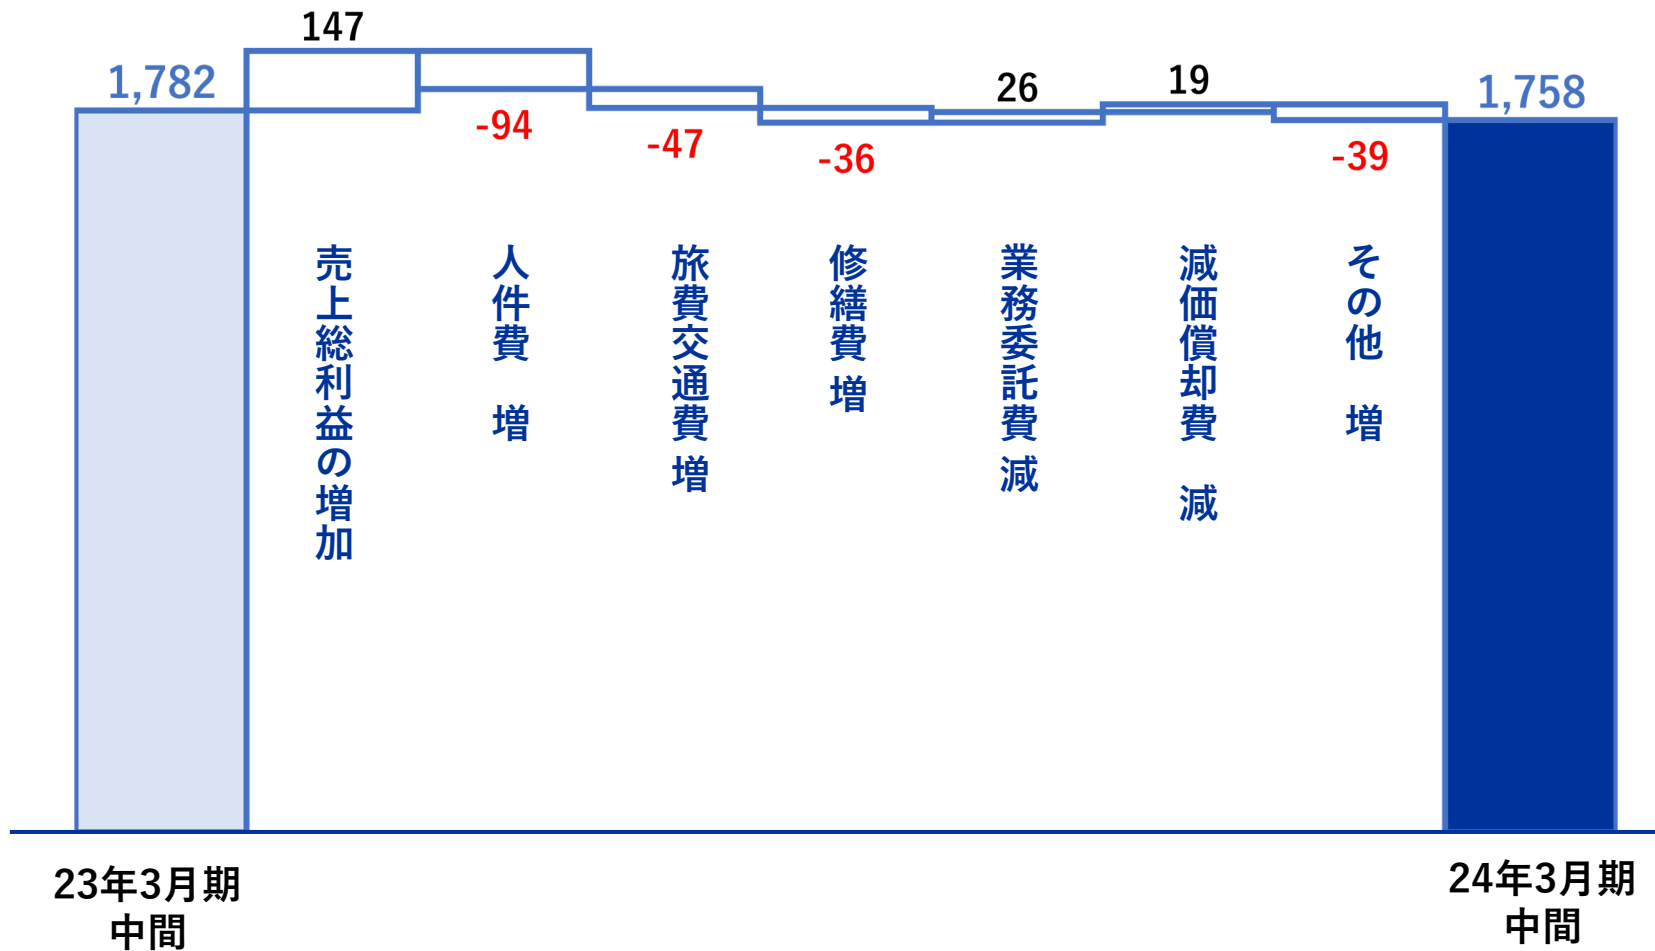 1,782
147
-94
-47
-36
26
19
-39
1,758
売上総利益の増加
人件費　増
旅費交通費 増
修繕費 増
業務委託費 減
減価償却費　減
その他　増
23年3月期
中間
24年3月期
中間